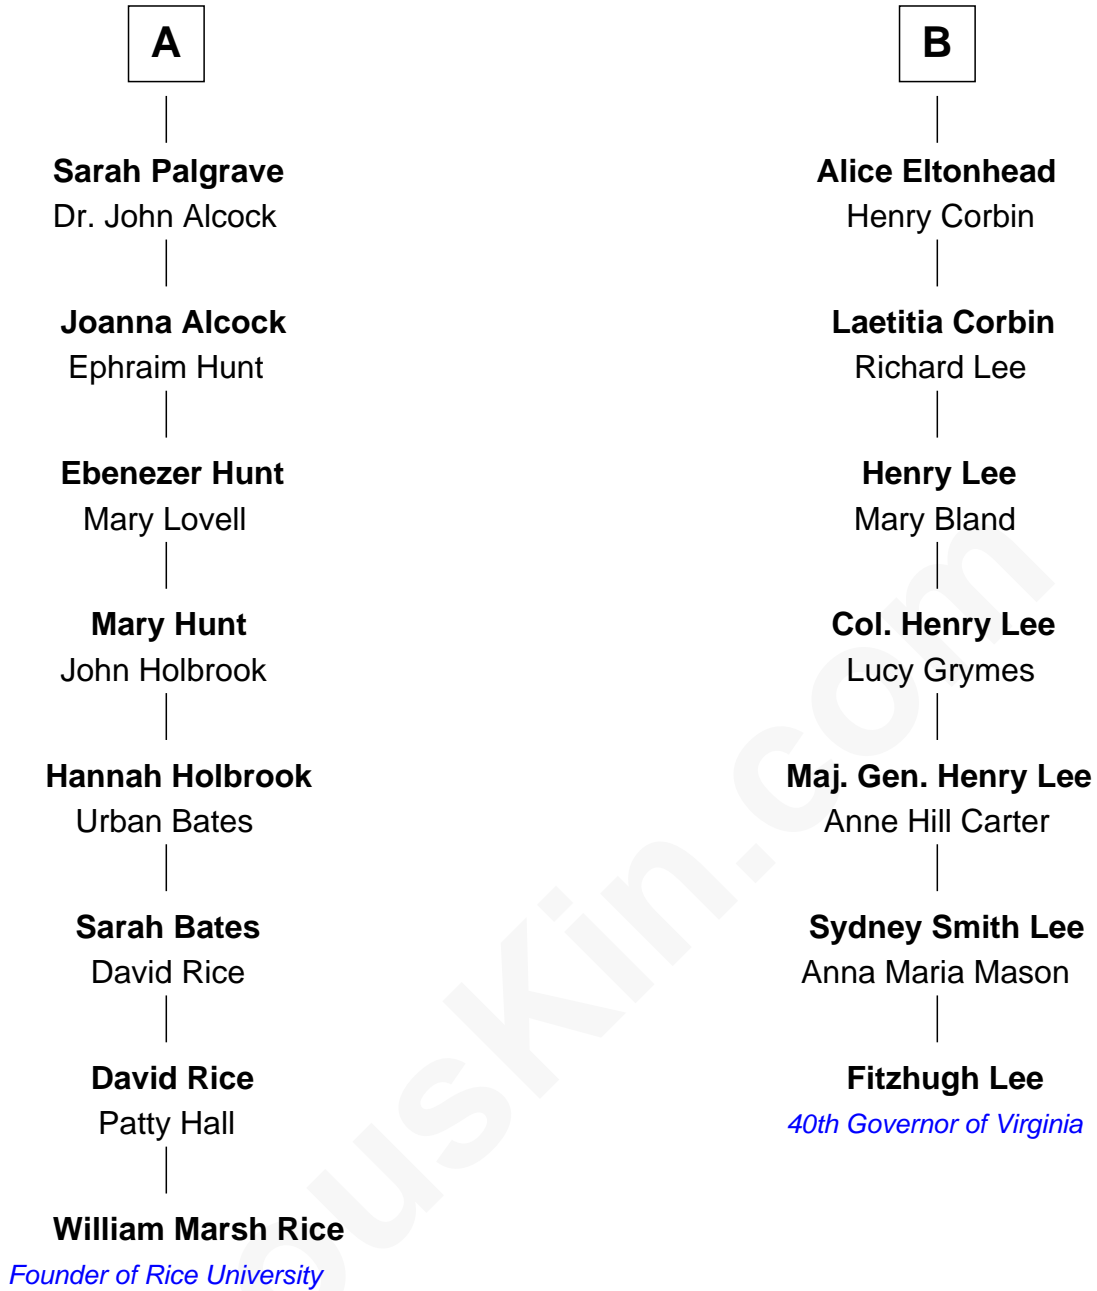 A
Sarah Palgrave
Dr. John Alcock
Joanna Alcock
Ephraim Hunt
Ebenezer Hunt
Mary Lovell
Mary Hunt
John Holbrook
Hannah Holbrook
Urban Bates
Sarah Bates
David Rice
David Rice
Patty Hall
William Marsh Rice
Founder of Rice University
B
Alice Eltonhead
Henry Corbin
Laetitia Corbin
Richard Lee
Henry Lee
Mary Bland
Col. Henry Lee
Lucy Grymes
Maj. Gen. Henry Lee
Anne Hill Carter
Sydney Smith Lee
Anna Maria Mason
Fitzhugh Lee
40th Governor of Virginia
ousKin.com